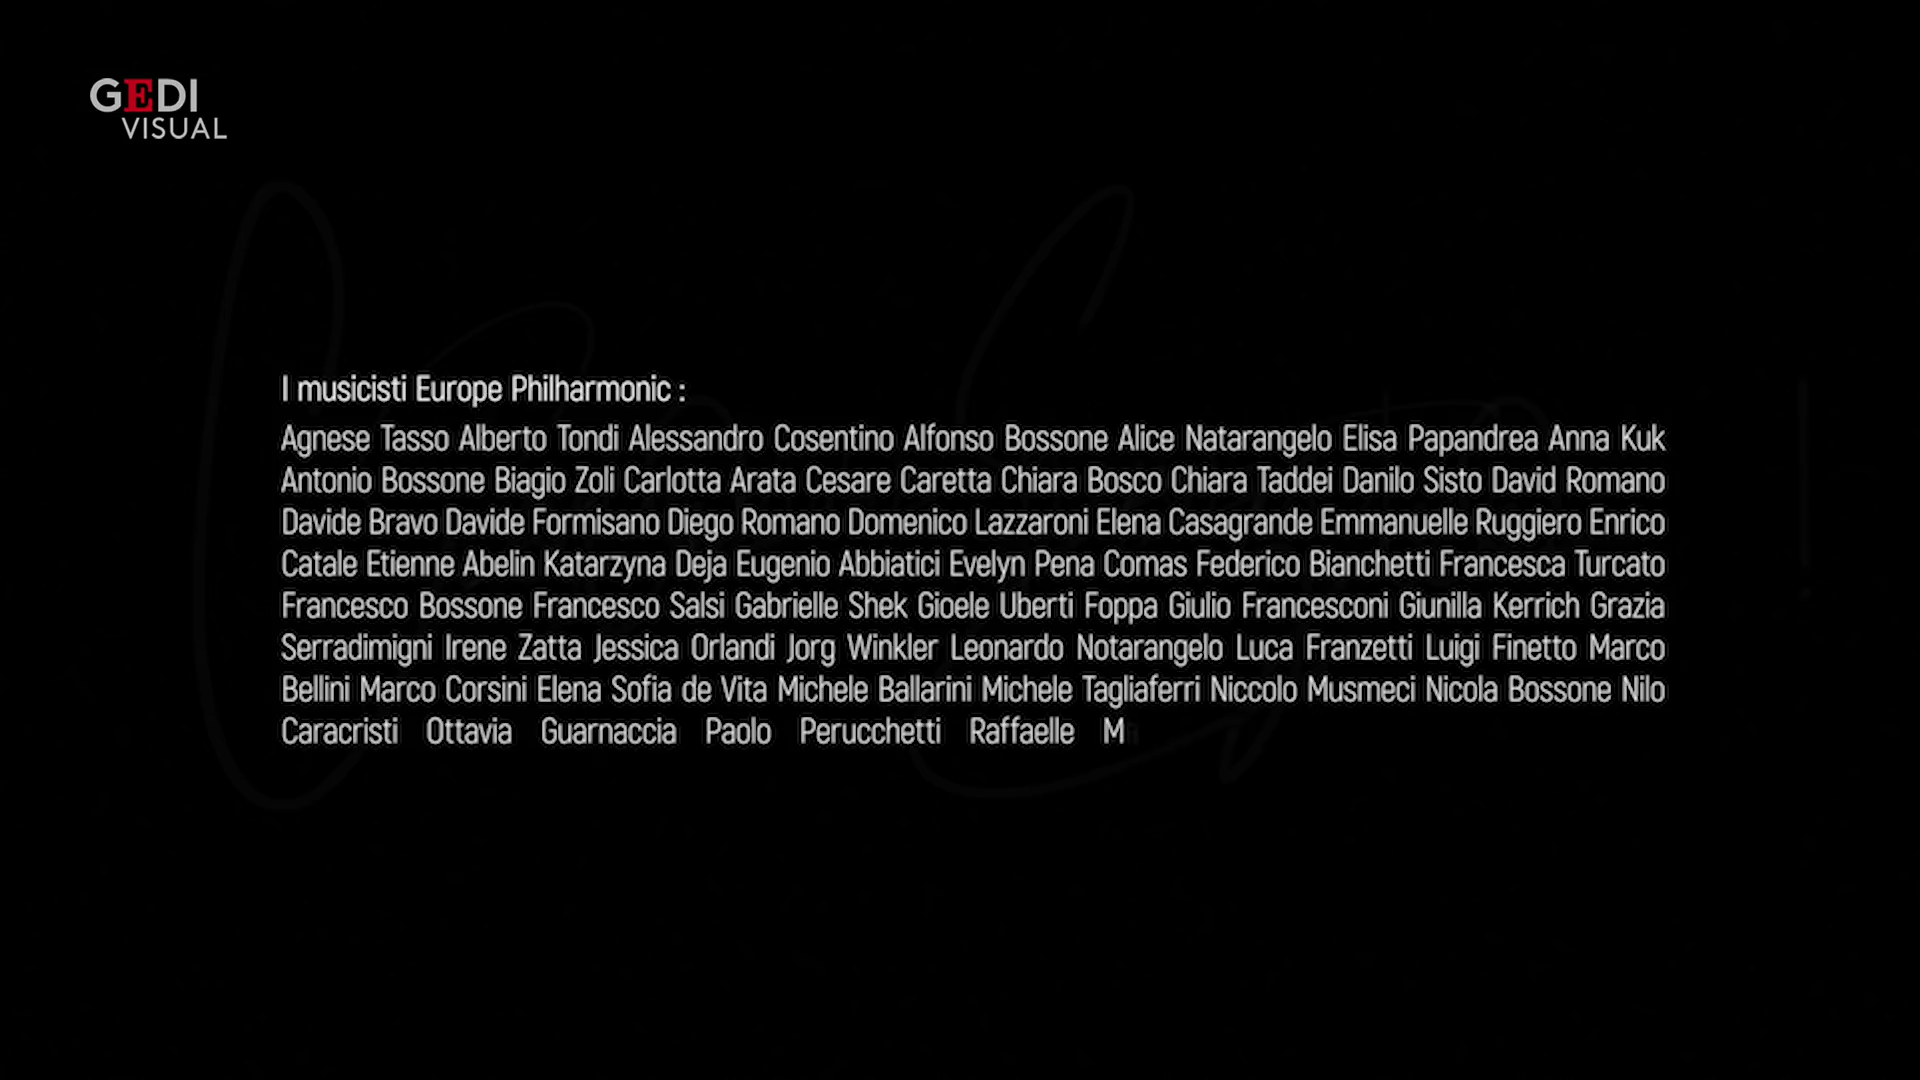 GEDI
VISUAL
I musicisti Europe Philharmonic :
Agnese Tasso Alberto Tondi Alessandro Cosentino Alfonso Bossone Alice Natarangelo Elisa Papandrea Anna Kuk
Antonio Bossone Biagio Zoli Carlotta Arata Cesare Caretta Chiara Bosco Chiara Taddei Danilo Sisto David Romano
Davide Bravo Davide Formisano Diego Romano Domenico Lazzaroni Elena Casagrande Emmanuelle Ruggiero Enrico
Catale Etienne Abelin Katarzyna Deja Eugenio Abbiatici Evelyn Pena Comas Federico Bianchetti Francesca Turcato
Francesco Bossone Francesco Salsi Gabrielle Shek Gioele Uberti Foppa Giulio Francesconi Giunilla Kerrich Grazia
Serradimigni Irene Zatta Jessica Orlandi Jorg Winkler Leonardo Notarangelo Luca Franzetti Luigi Finetto Marco
Bellini Marco Corsini Elena Sofia de Vita Michele Ballarini Michele Tagliaferri Niccolo Musmeci Nicola Bossone Nilo
Caracristi Ottavia Guarnaccia Paolo Perucchetti Raffaelle M